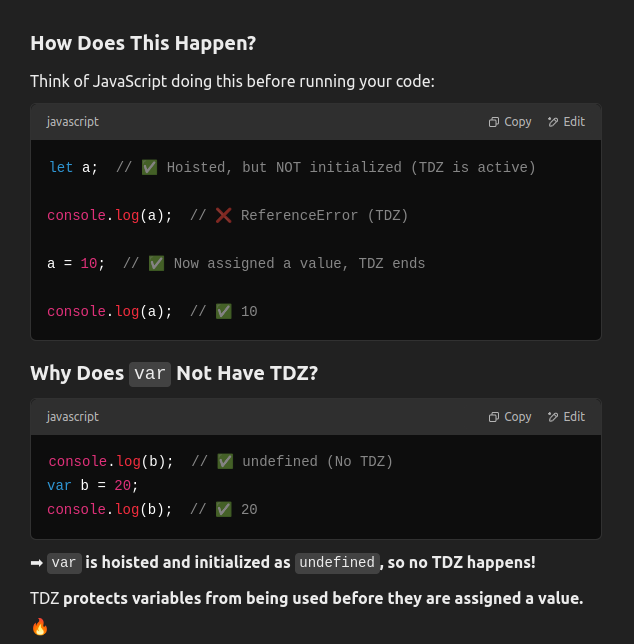 How Does This Happen?
Think of JavaScript doing this before running your code:
javascript Copy Edit
let a;  // ✅ Hoisted, but NOT initialized (TDZ is active)
console.log(a);  // ❌ ReferenceError (TDZ)
a = 10;  // ✅ Now assigned a value, TDZ ends
console.log(a);  // ✅ 10
Why Does var Not Have TDZ?
javascript Copy Edit
console.log(b);  // ✅ undefined (No TDZ)
var b = 20;
console.log(b);  // ✅ 20
➡ var is hoisted and initialized as undefined, so no TDZ happens!
TDZ protects variables from being used before they are assigned a value.
🔥